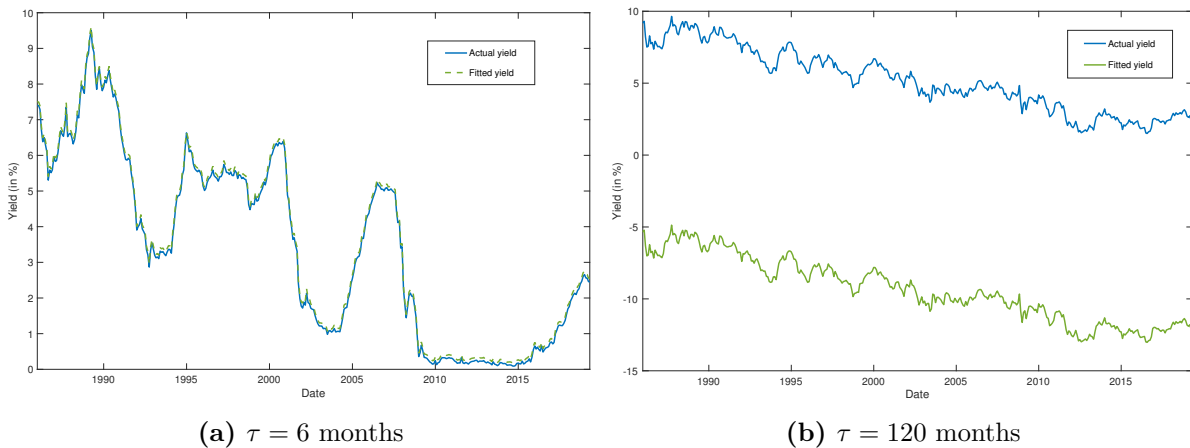 10
9
8
7
6
5
4
3
2
1
0
Yield (in %)
Actual yield
Fitted yield
1990 1995 2000 2005 2010 2015
Date
(a) τ = 6 months
10
5
0
-5
-10
-15
Yield (in %)
Actual yield
Fitted yield
1990 1995 2000 2005 2010 2015
Date
(b) τ = 120 months